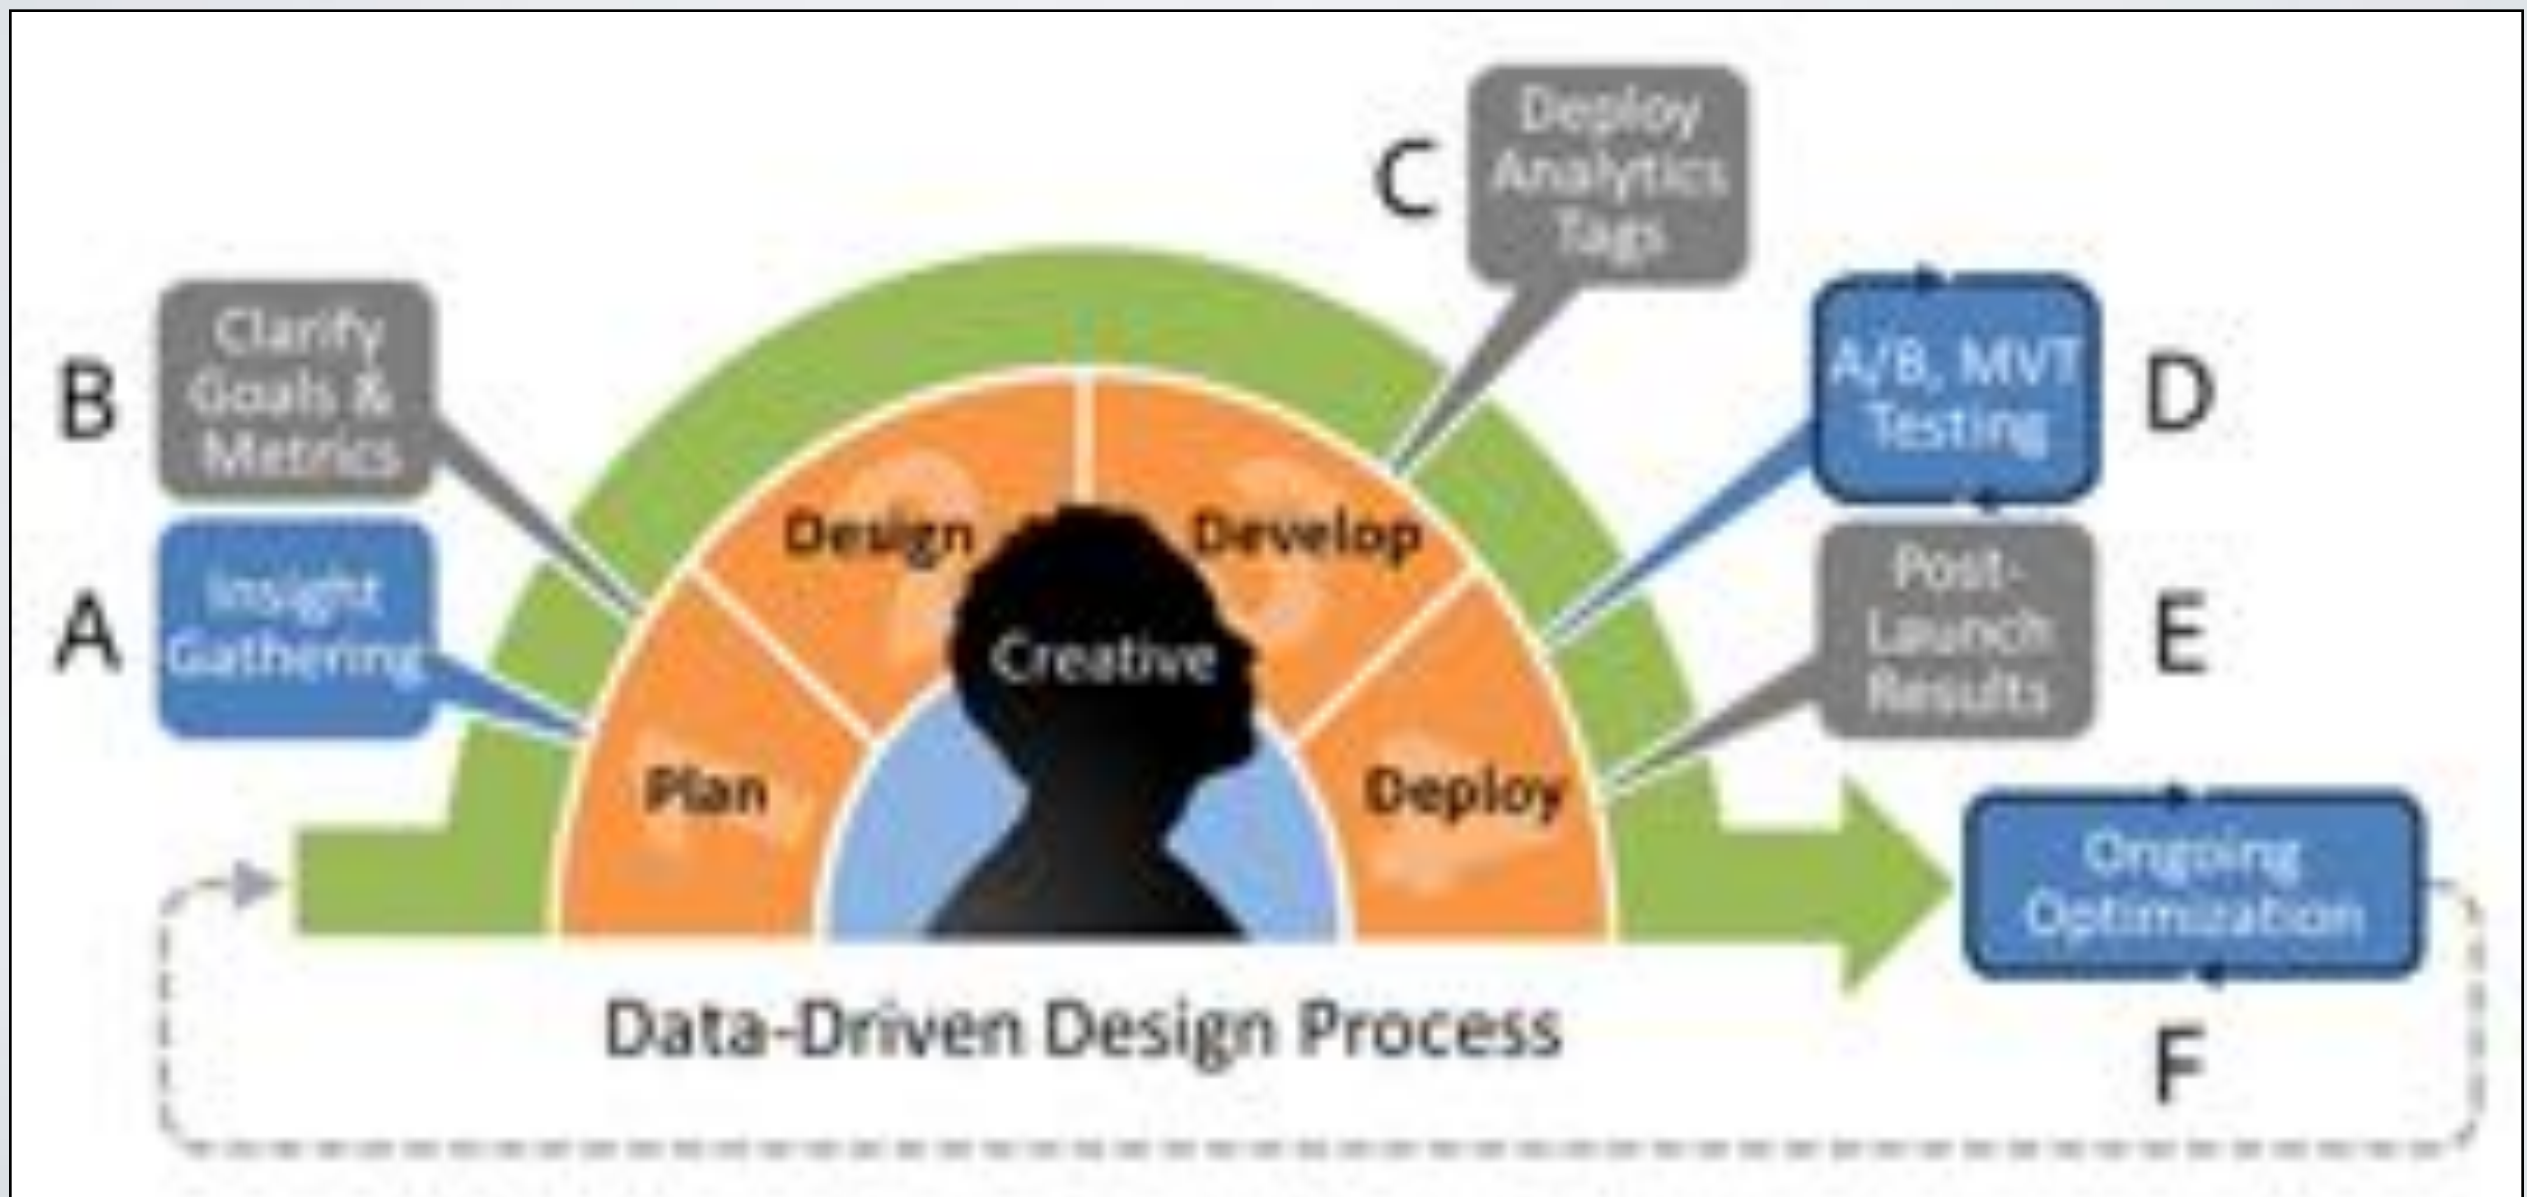 C
Deploy
Analytics
Tags
B
Clarify
Goals &
Metrics
A/B, MVT
Testing
D
A
Insight
Gathering
Design
Develop
Creative
Post-
Launch
Results
E
Plan
Deploy
Ongoing
Optimization
F
Data-Driven Design Process